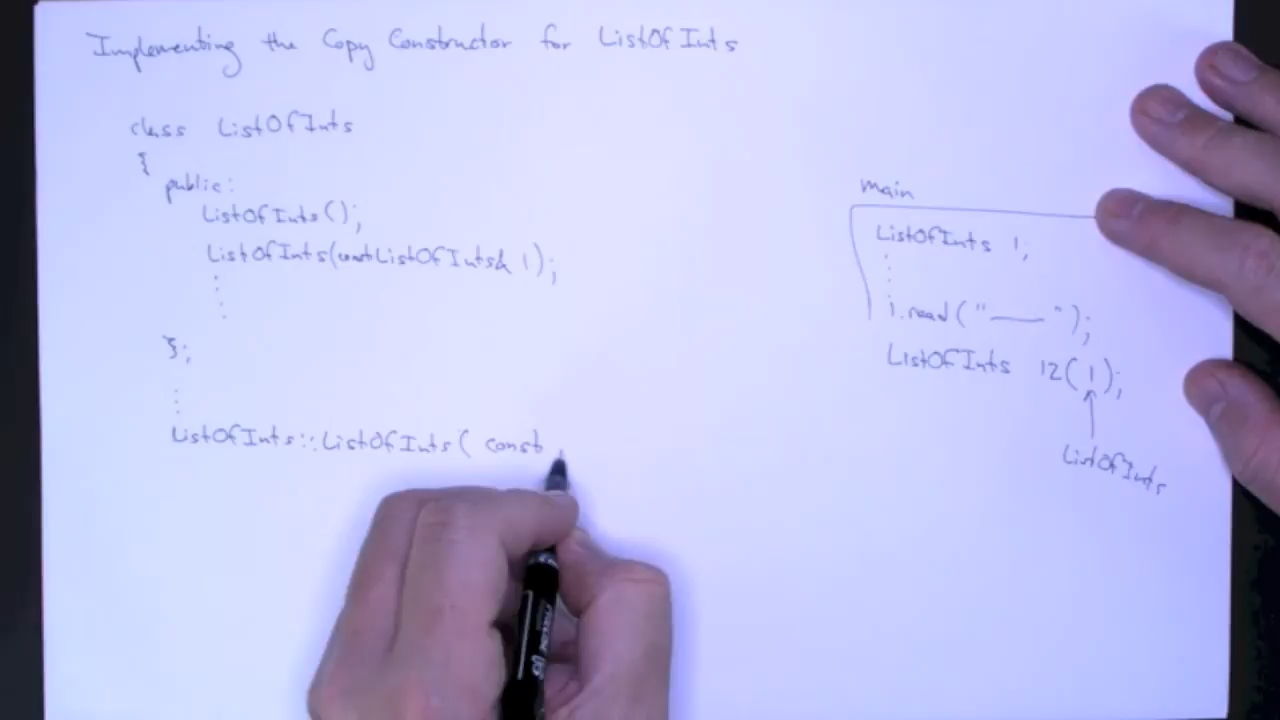 Implementing the Copy Constructor for ListOfInts
class ListOfInts
{
public:
ListOfInts();
ListOfInts(const ListOfInts& l);
};
ListOfInts::ListOfInts( const
main
ListOfInts l;
l.read("___");
ListOfInts l2(l);
ListOfInts